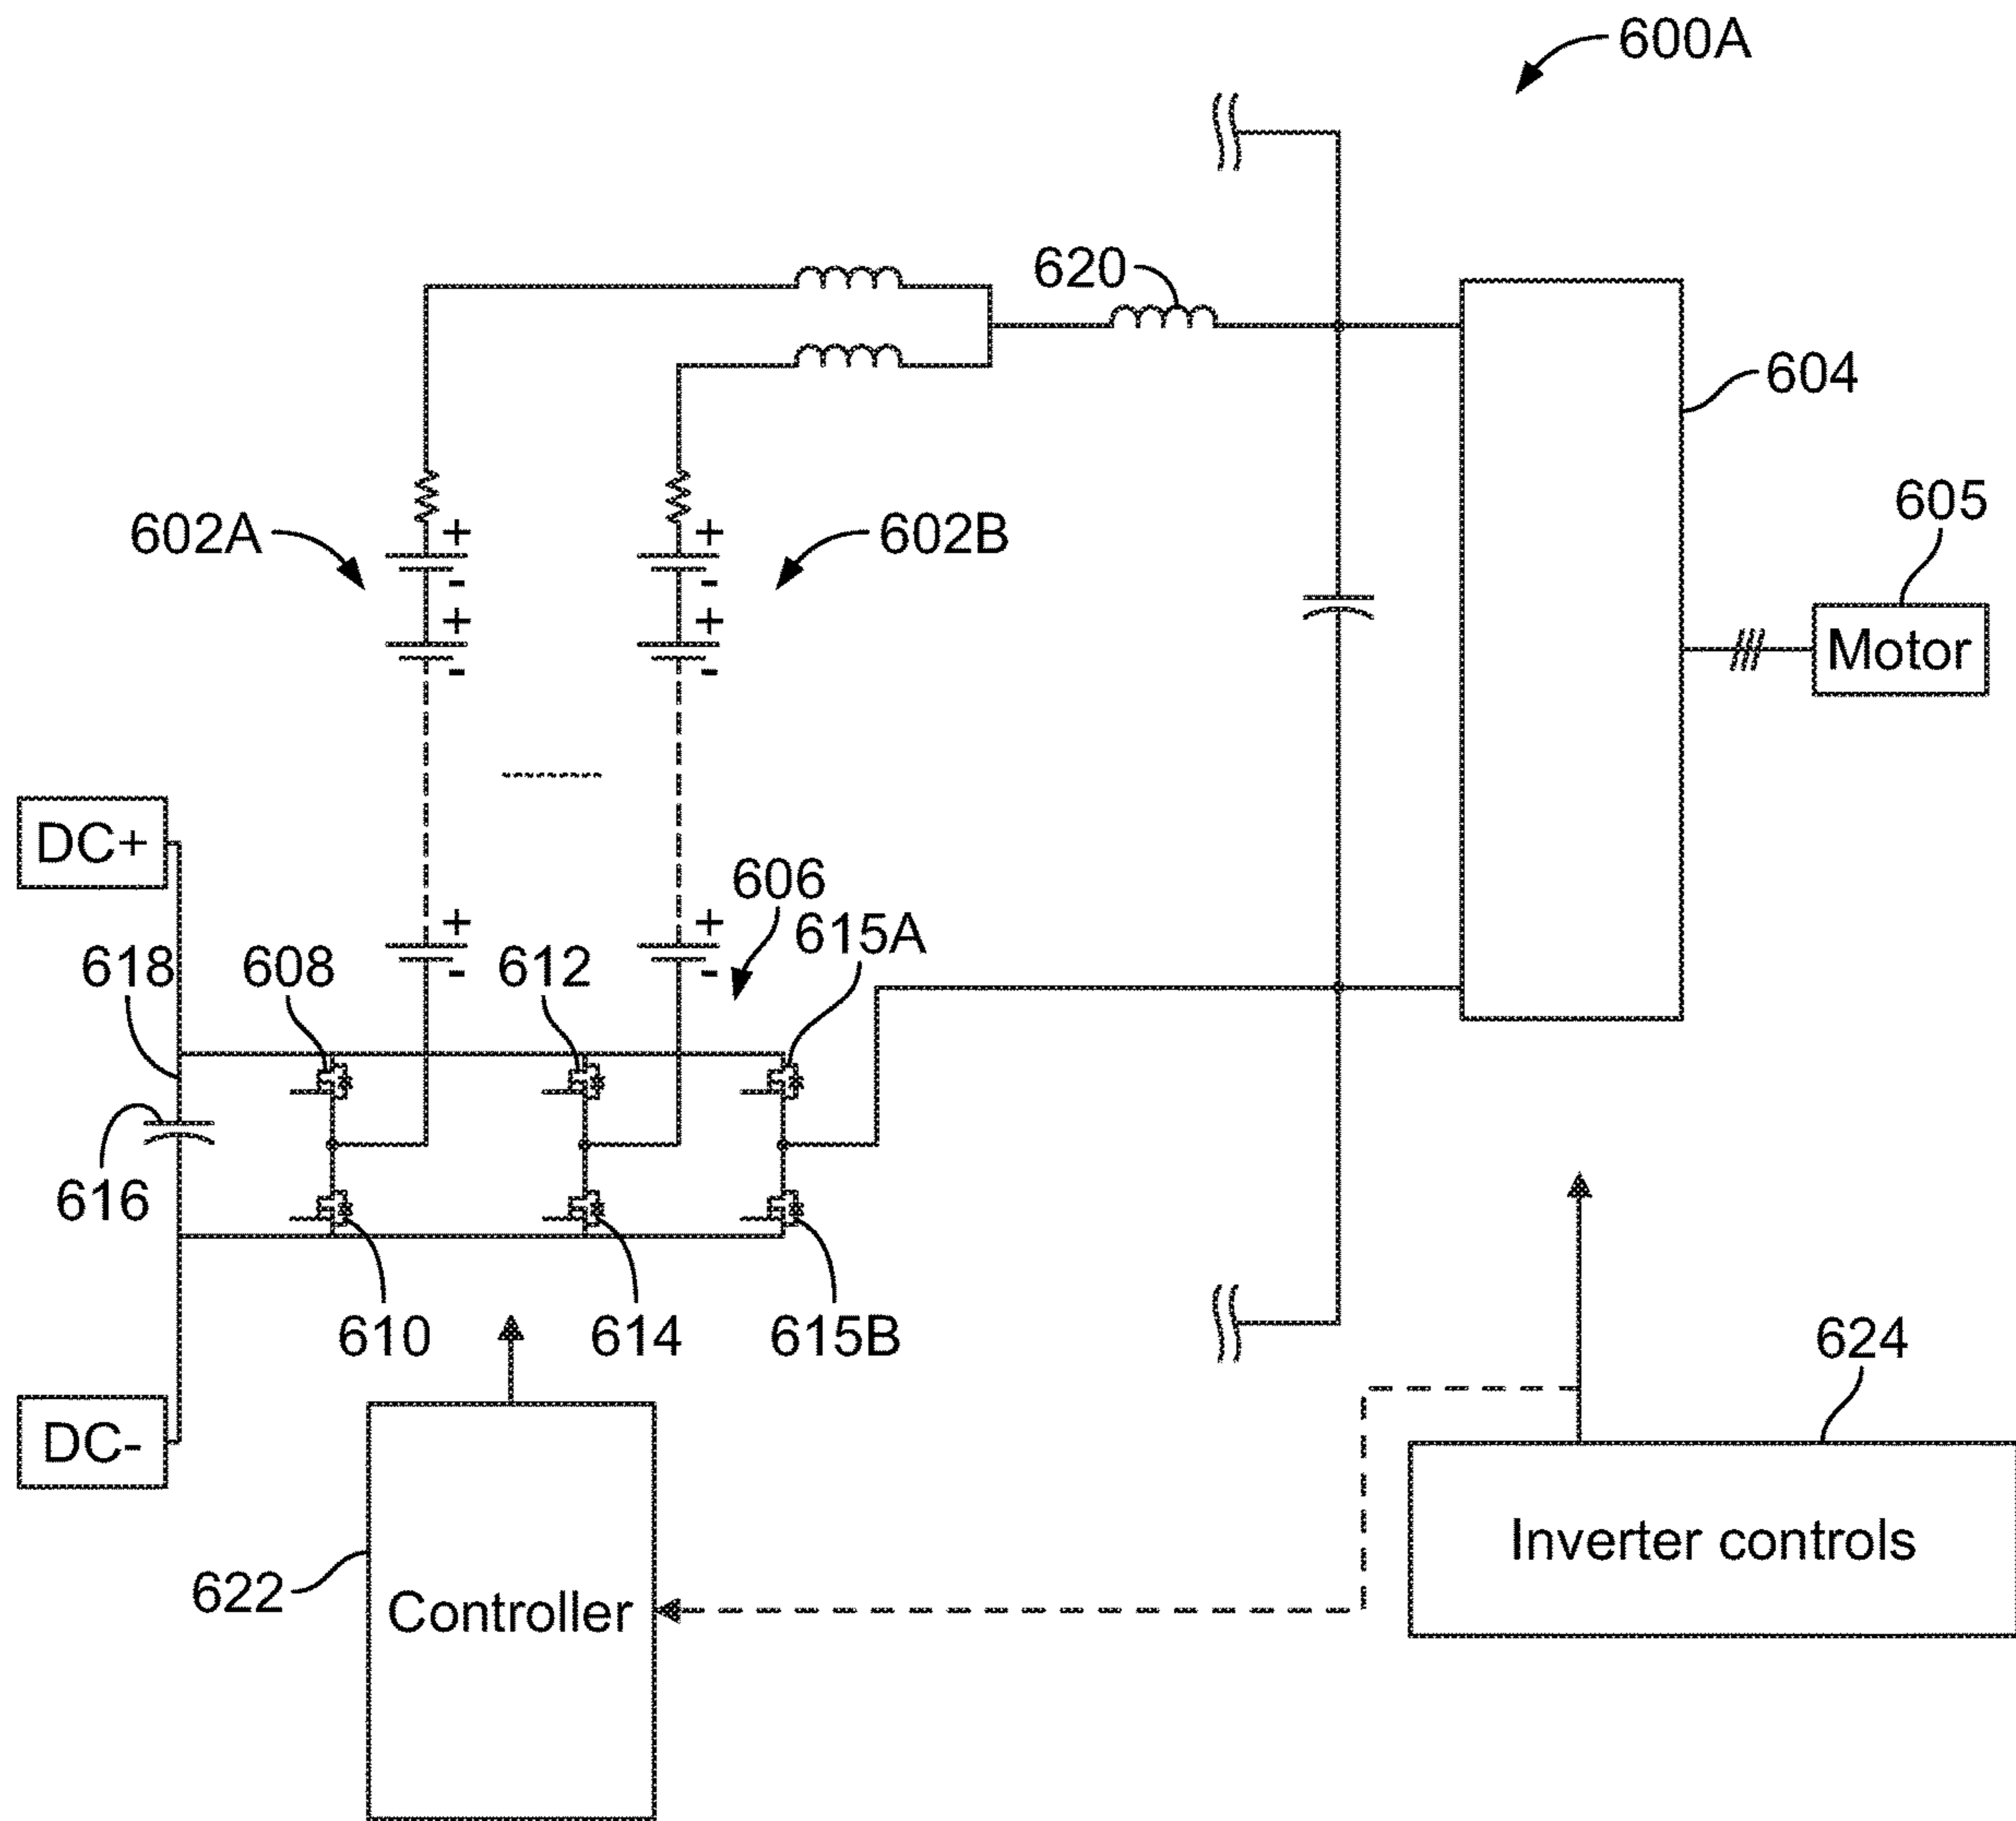 600A
620
604
602A
+
-
+
-
+
-
+
-
602B
605
Motor
DC+
606
615A
+
-
+
-
618
608
612
616
610
614
615B
624
DC-
Inverter controls
622
Controller